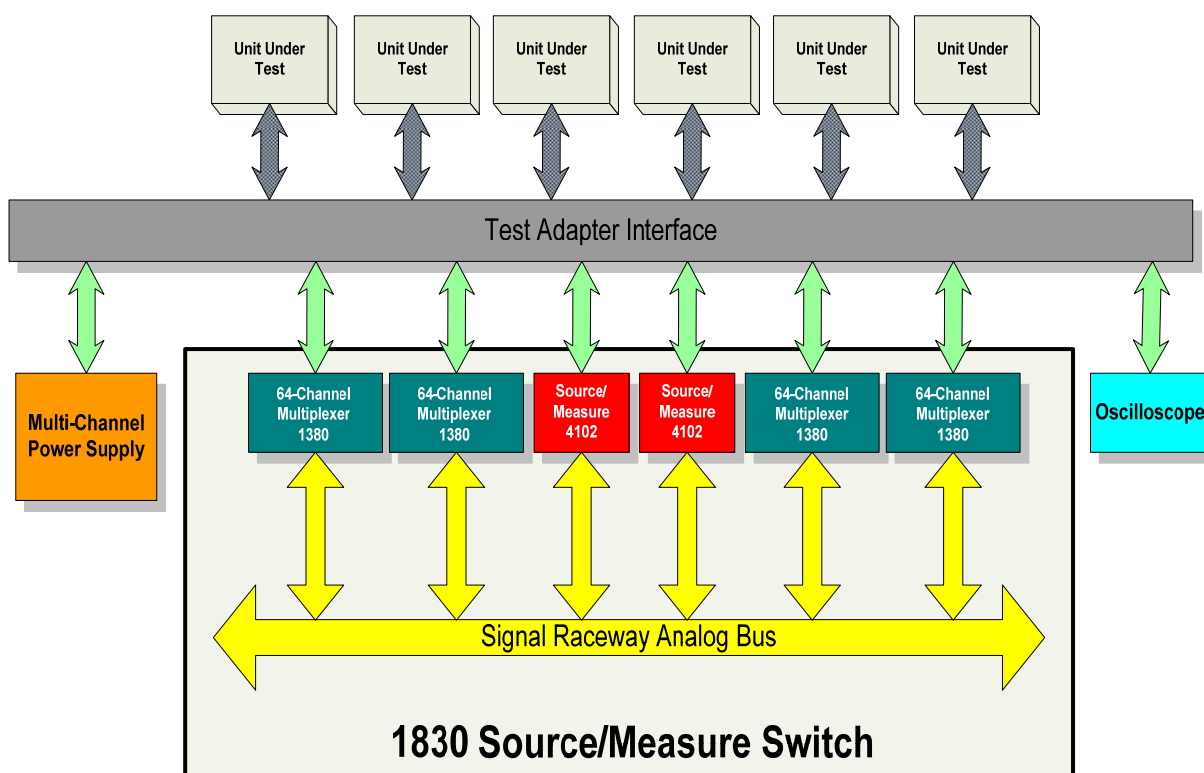 Unit Under
Test
Unit Under
Test
Unit Under
Test
Unit Under
Test
Unit Under
Test
Unit Under
Test
Test Adapter Interface
Multi-Channel
Power Supply
64-Channel
Multiplexer
1380
64-Channel
Multiplexer
1380
Source/
Measure
4102
Source/
Measure
4102
64-Channel
Multiplexer
1380
64-Channel
Multiplexer
1380
Oscilloscope
Signal Raceway Analog Bus
1830 Source/Measure Switch